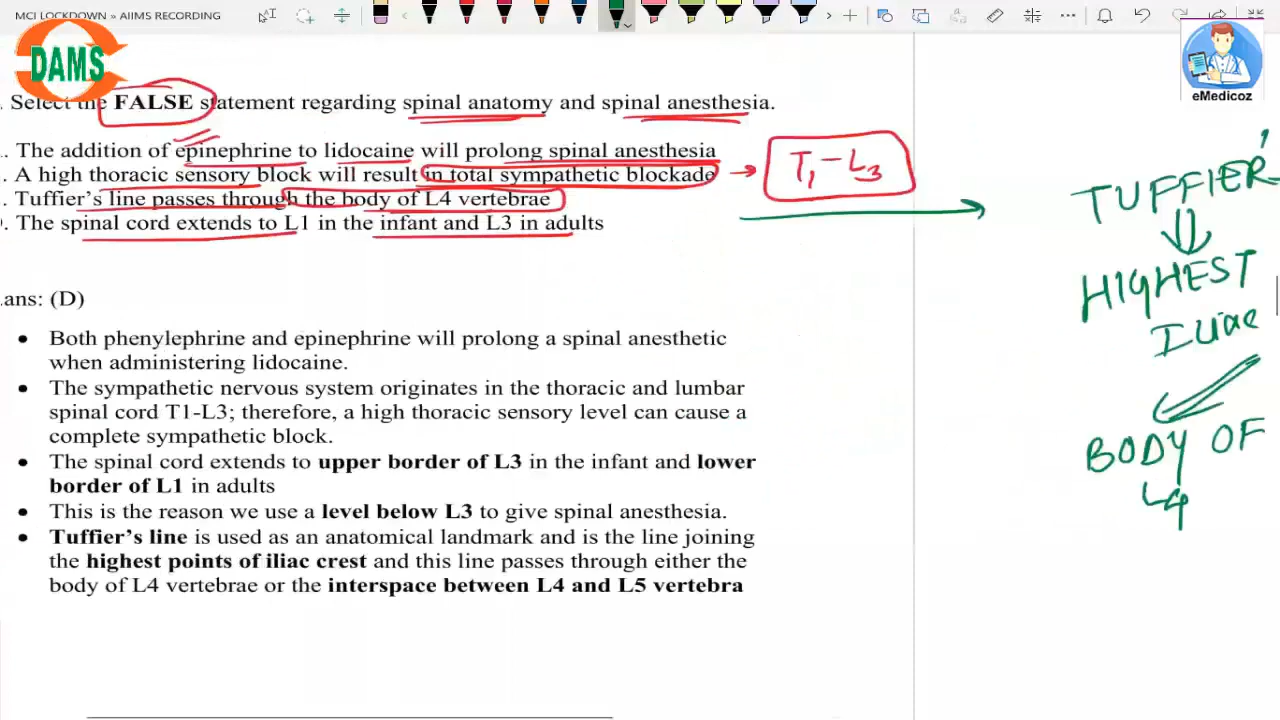 MCI LOCKDOWN » AIIMS RECORDING
DAMS
eMedicoz
. Select the FALSE statement regarding spinal anatomy and spinal anesthesia.
. The addition of epinephrine to lidocaine will prolong spinal anesthesia
. A high thoracic sensory block will result in total sympathetic blockade
T1 – L3
. Tuffier's line passes through the body of L4 vertebrae
. The spinal cord extends to L1 in the infant and L3 in adults
TUFFIER'
HIGHEST
Iliac
BODY OF
L4
ans: (D)
• Both phenylephrine and epinephrine will prolong a spinal anesthetic
when administering lidocaine.
• The sympathetic nervous system originates in the thoracic and lumbar
spinal cord T1-L3; therefore, a high thoracic sensory level can cause a
complete sympathetic block.
• The spinal cord extends to upper border of L3 in the infant and lower
border of L1 in adults
• This is the reason we use a level below L3 to give spinal anesthesia.
• Tuffier's line is used as an anatomical landmark and is the line joining
the highest points of iliac crest and this line passes through either the
body of L4 vertebrae or the interspace between L4 and L5 vertebra